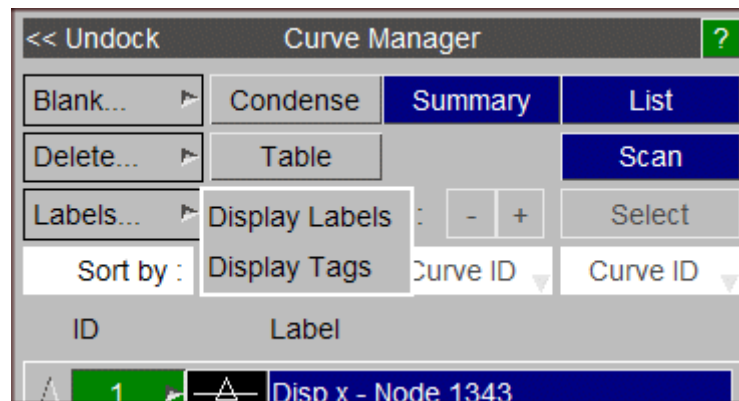 << Undock Curve Manager ?
Blank... Condense Summary List
Delete... Table Scan
Labels... Display Labels : - + Select
Sort by : Display Tags Curve ID Curve ID
ID Label
1 Disp x - Node 1343